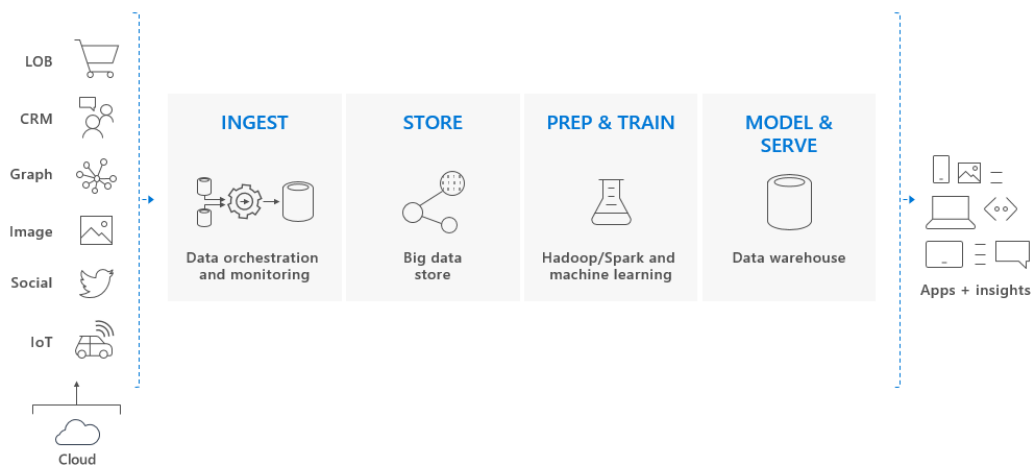 LOB
CRM
Graph
Image
Social
IoT
Cloud
INGEST
Data orchestration
and monitoring
STORE
Big data
store
PREP & TRAIN
Hadoop/Spark and
machine learning
MODEL &
SERVE
Data warehouse
Apps + insights